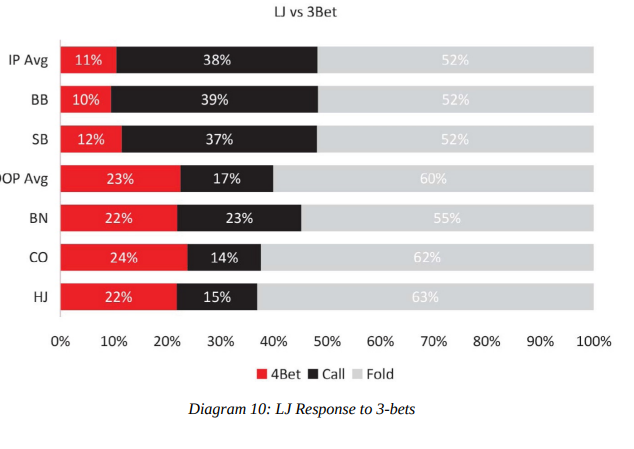 LJ vs 3Bet
IP Avg 11% 38% 52%
BB 10% 39% 52%
SB 12% 37% 52%
OOP Avg 23% 17% 60%
BN 22% 23% 55%
CO 24% 14% 62%
HJ 22% 15% 63%
0% 10% 20% 30% 40% 50% 60% 70% 80% 90% 100%
4Bet Call Fold
Diagram 10: LJ Response to 3-bets